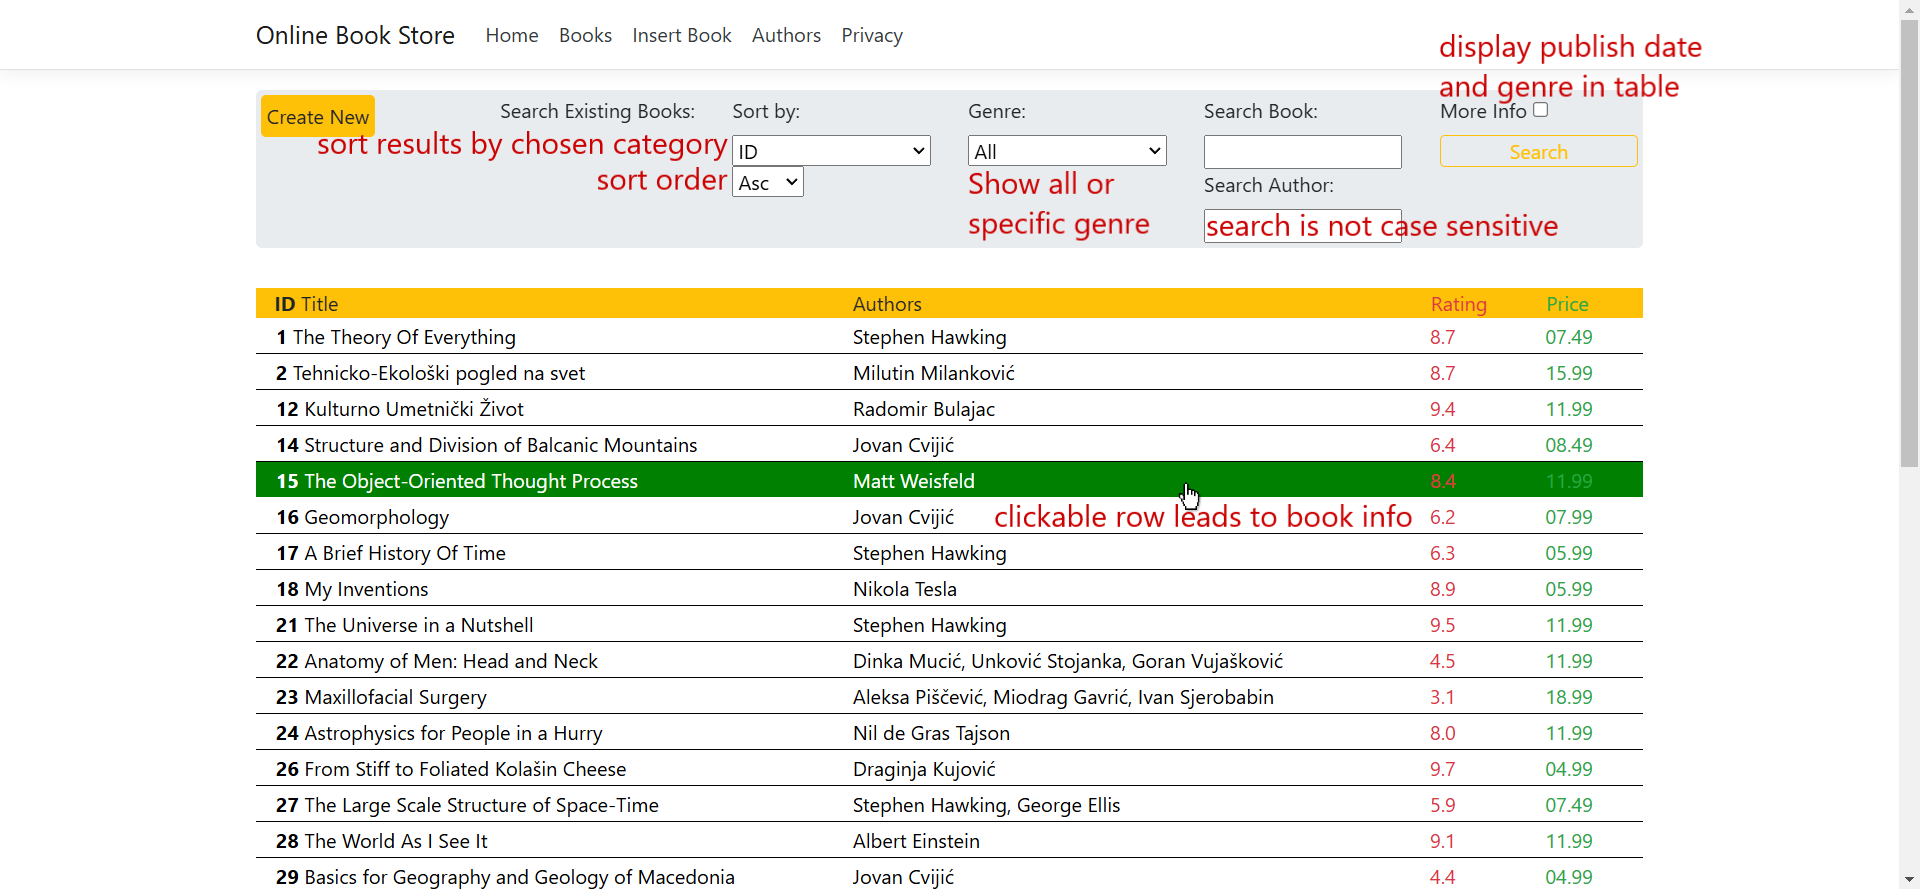 Online Book Store Home Books Insert Book Authors Privacy
display publish date
and genre in table
Create New Search Existing Books: Sort by: Genre: Search Book: More Info
sort results by chosen category ID All Search
sort order Asc Show all or Search Author:
specific genre search is not case sensitive
ID Title Authors Rating Price
1 The Theory Of Everything Stephen Hawking 8.7 07.49
2 Tehnicko-Ekološki pogled na svet Milutin Milanković 8.7 15.99
12 Kulturno Umetnički Život Radomir Bulajac 9.4 11.99
14 Structure and Division of Balcanic Mountains Jovan Cvijić 6.4 08.49
15 The Object-Oriented Thought Process Matt Weisfeld 8.4 11.99
16 Geomorphology Jovan Cvijić clickable row leads to book info 6.2 07.99
17 A Brief History Of Time Stephen Hawking 6.3 05.99
18 My Inventions Nikola Tesla 8.9 05.99
21 The Universe in a Nutshell Stephen Hawking 9.5 11.99
22 Anatomy of Men: Head and Neck Dinka Mucić, Unković Stojanka, Goran Vujašković 4.5 11.99
23 Maxillofacial Surgery Aleksa Piščević, Miodrag Gavrić, Ivan Sjerobabin 3.1 18.99
24 Astrophysics for People in a Hurry Nil de Gras Tajson 8.0 11.99
26 From Stiff to Foliated Kolašin Cheese Draginja Kujović 9.7 04.99
27 The Large Scale Structure of Space-Time Stephen Hawking, George Ellis 5.9 07.49
28 The World As I See It Albert Einstein 9.1 11.99
29 Basics for Geography and Geology of Macedonia Jovan Cvijić 4.4 04.99